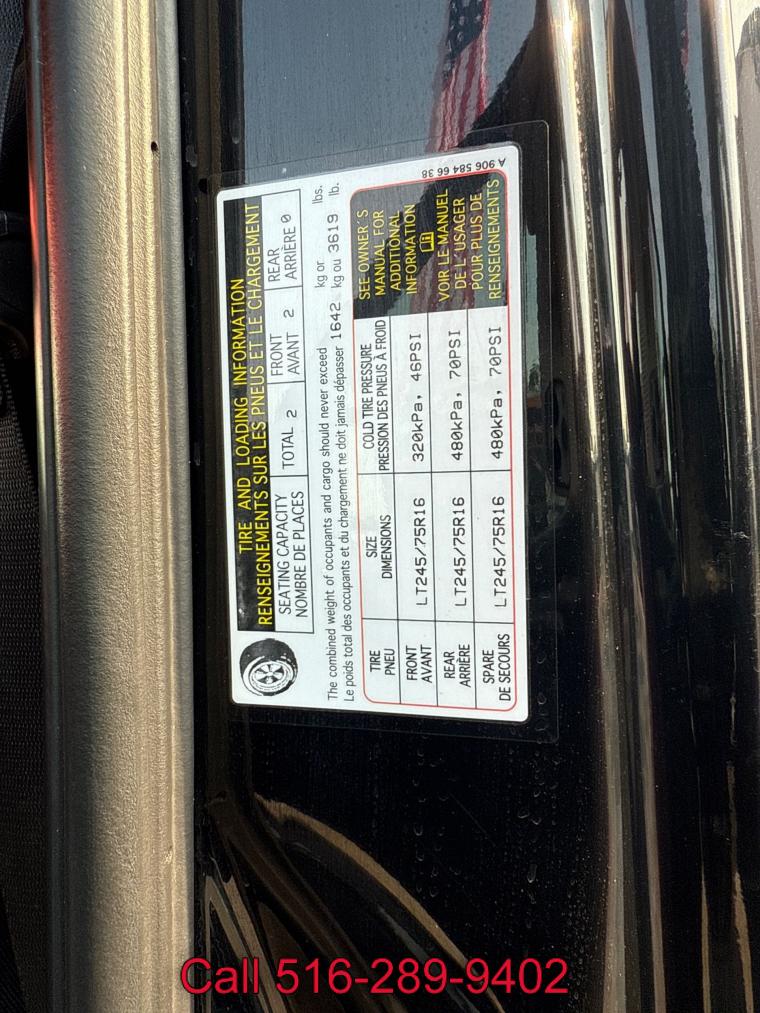 TIRE AND LOADING INFORMATION
RENSEIGNEMENTS SUR LES PNEUS ET LE CHARGEMENT
SEATING CAPACITY
NOMBRE DE PLACES
TOTAL 2
FRONT
AVANT 2
REAR
ARRIÈRE 0
The combined weight of occupants and cargo should never exceed
Le poids total des occupants et du chargement ne doit jamais dépasser
1642 kg or
kg ou 3619 lbs.
lb.
TIRE
PNEU
SIZE
DIMENSIONS
COLD TIRE PRESSURE
PRESSION DES PNEUS À FROID
FRONT
AVANT
LT245/75R16
320kPa, 46PSI
REAR
ARRIÈRE
LT245/75R16
480kPa, 70PSI
SPARE
DE SECOURS
LT245/75R16
480kPa, 70PSI
SEE OWNER'S
MANUAL FOR
ADDITIONAL
INFORMATION
VOIR LE MANUEL
DE L'USAGER
POUR PLUS DE
RENSEIGNEMENTS
A 906 584 66 38
Call 516-289-9402